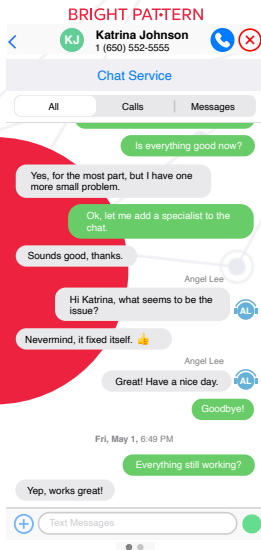 BRIGHT PATTERN
KJ
Katrina Johnson
1 (650) 552-5555
Chat Service
All
Calls
Messages
Is everything good now?
Yes, for the most part, but I have one
more small problem.
Ok, let me add a specialist to the
chat.
Sounds good, thanks.
Angel Lee
Hi Katrina, what seems to be the
issue?
AL
Nevermind, it fixed itself. 👍
Angel Lee
Great! Have a nice day.
AL
Goodbye!
Fri, May 1, 6:49 PM
Everything still working?
Yep, works great!
Text Messages